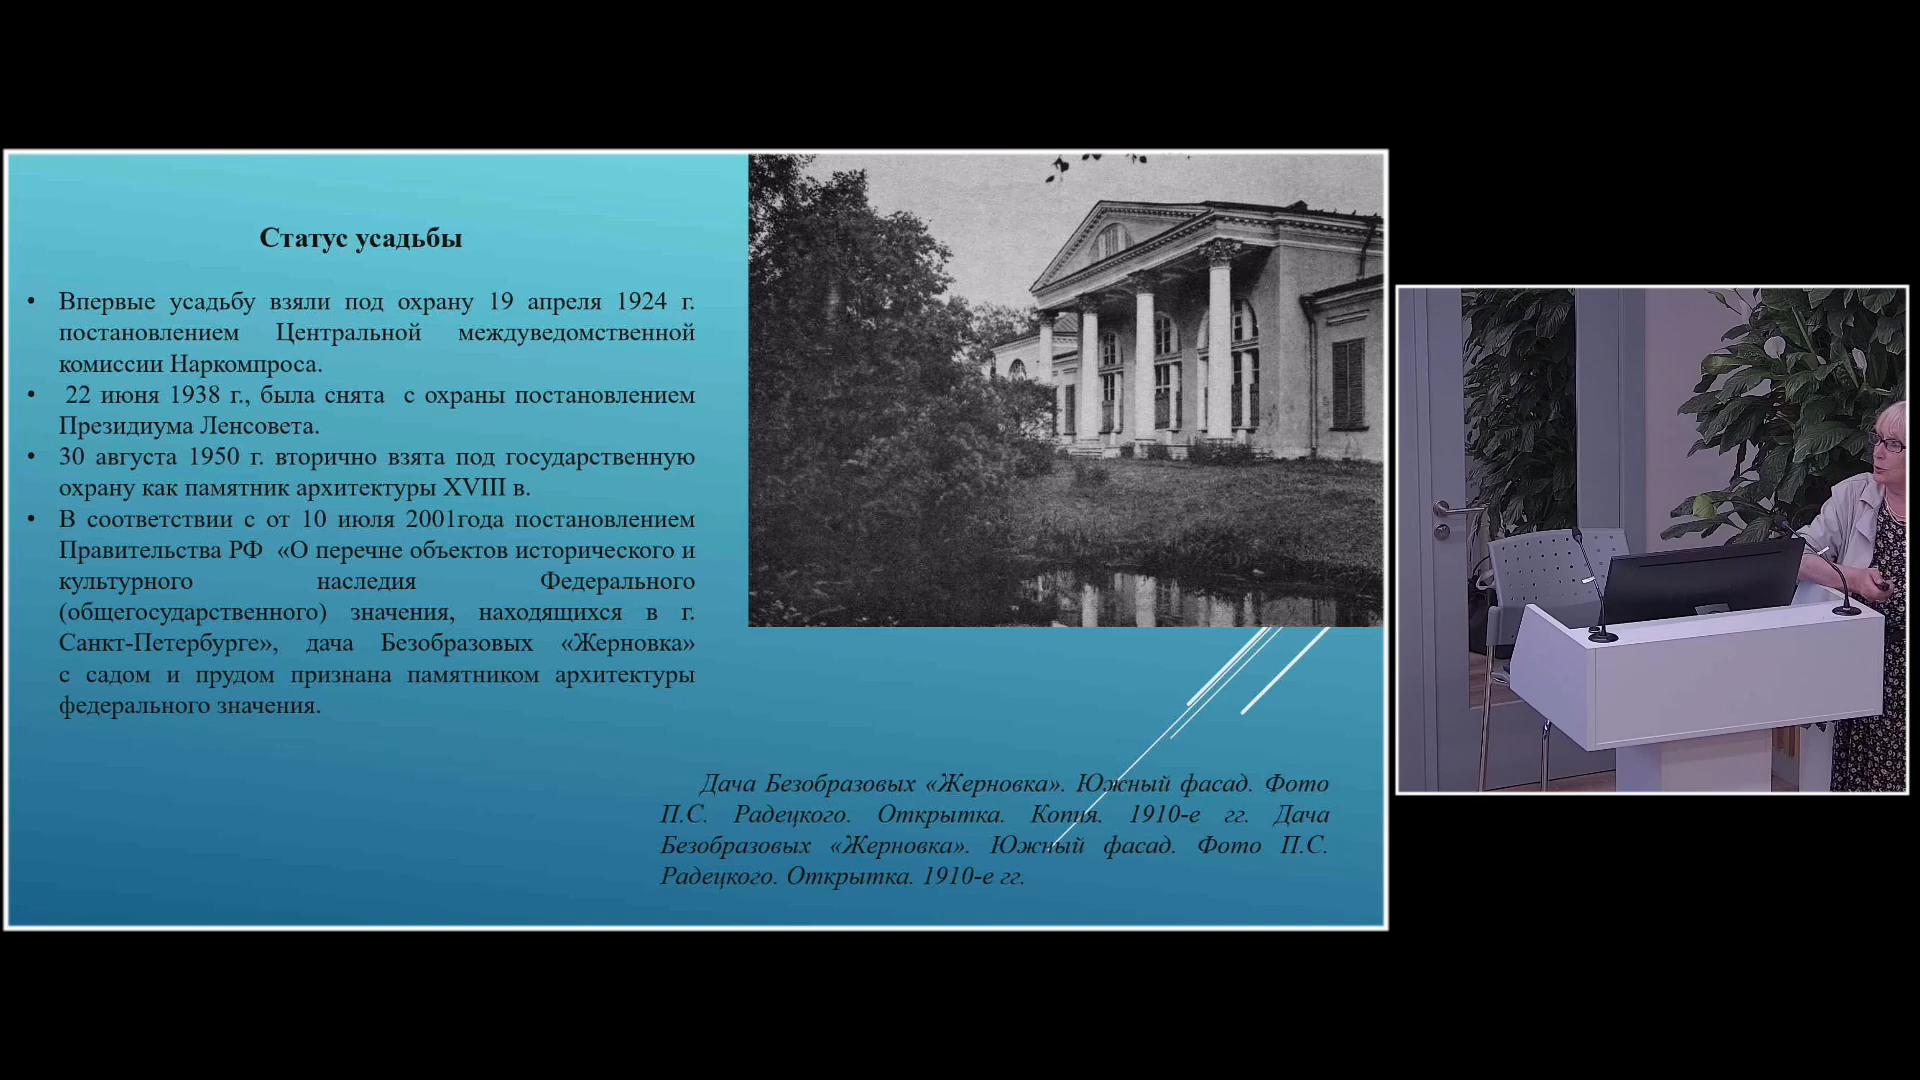 Статус усадьбы
• Впервые усадьбу взяли под охрану 19 апреля 1924 г.
постановлением Центральной междуведомственной
комиссии Наркомпроса.
• 22 июня 1938 г., была снята с охраны постановлением
Президиума Ленсовета.
• 30 августа 1950 г. вторично взята под государственную
охрану как памятник архитектуры XVIII в.
• В соответствии с от 10 июля 2001года постановлением
Правительства РФ «О перечне объектов исторического и
культурного наследия Федерального
(общегосударственного) значения, находящихся в г.
Санкт-Петербурге», дача Безобразовых «Жерновка»
с садом и прудом признана памятником архитектуры
федерального значения.
Дача Безобразовых «Жерновка». Южный фасад. Фото
П.С. Радецкого. Открытка. Копия. 1910-е гг. Дача
Безобразовых «Жерновка». Южный фасад. Фото П.С.
Радецкого. Открытка. 1910-е гг.